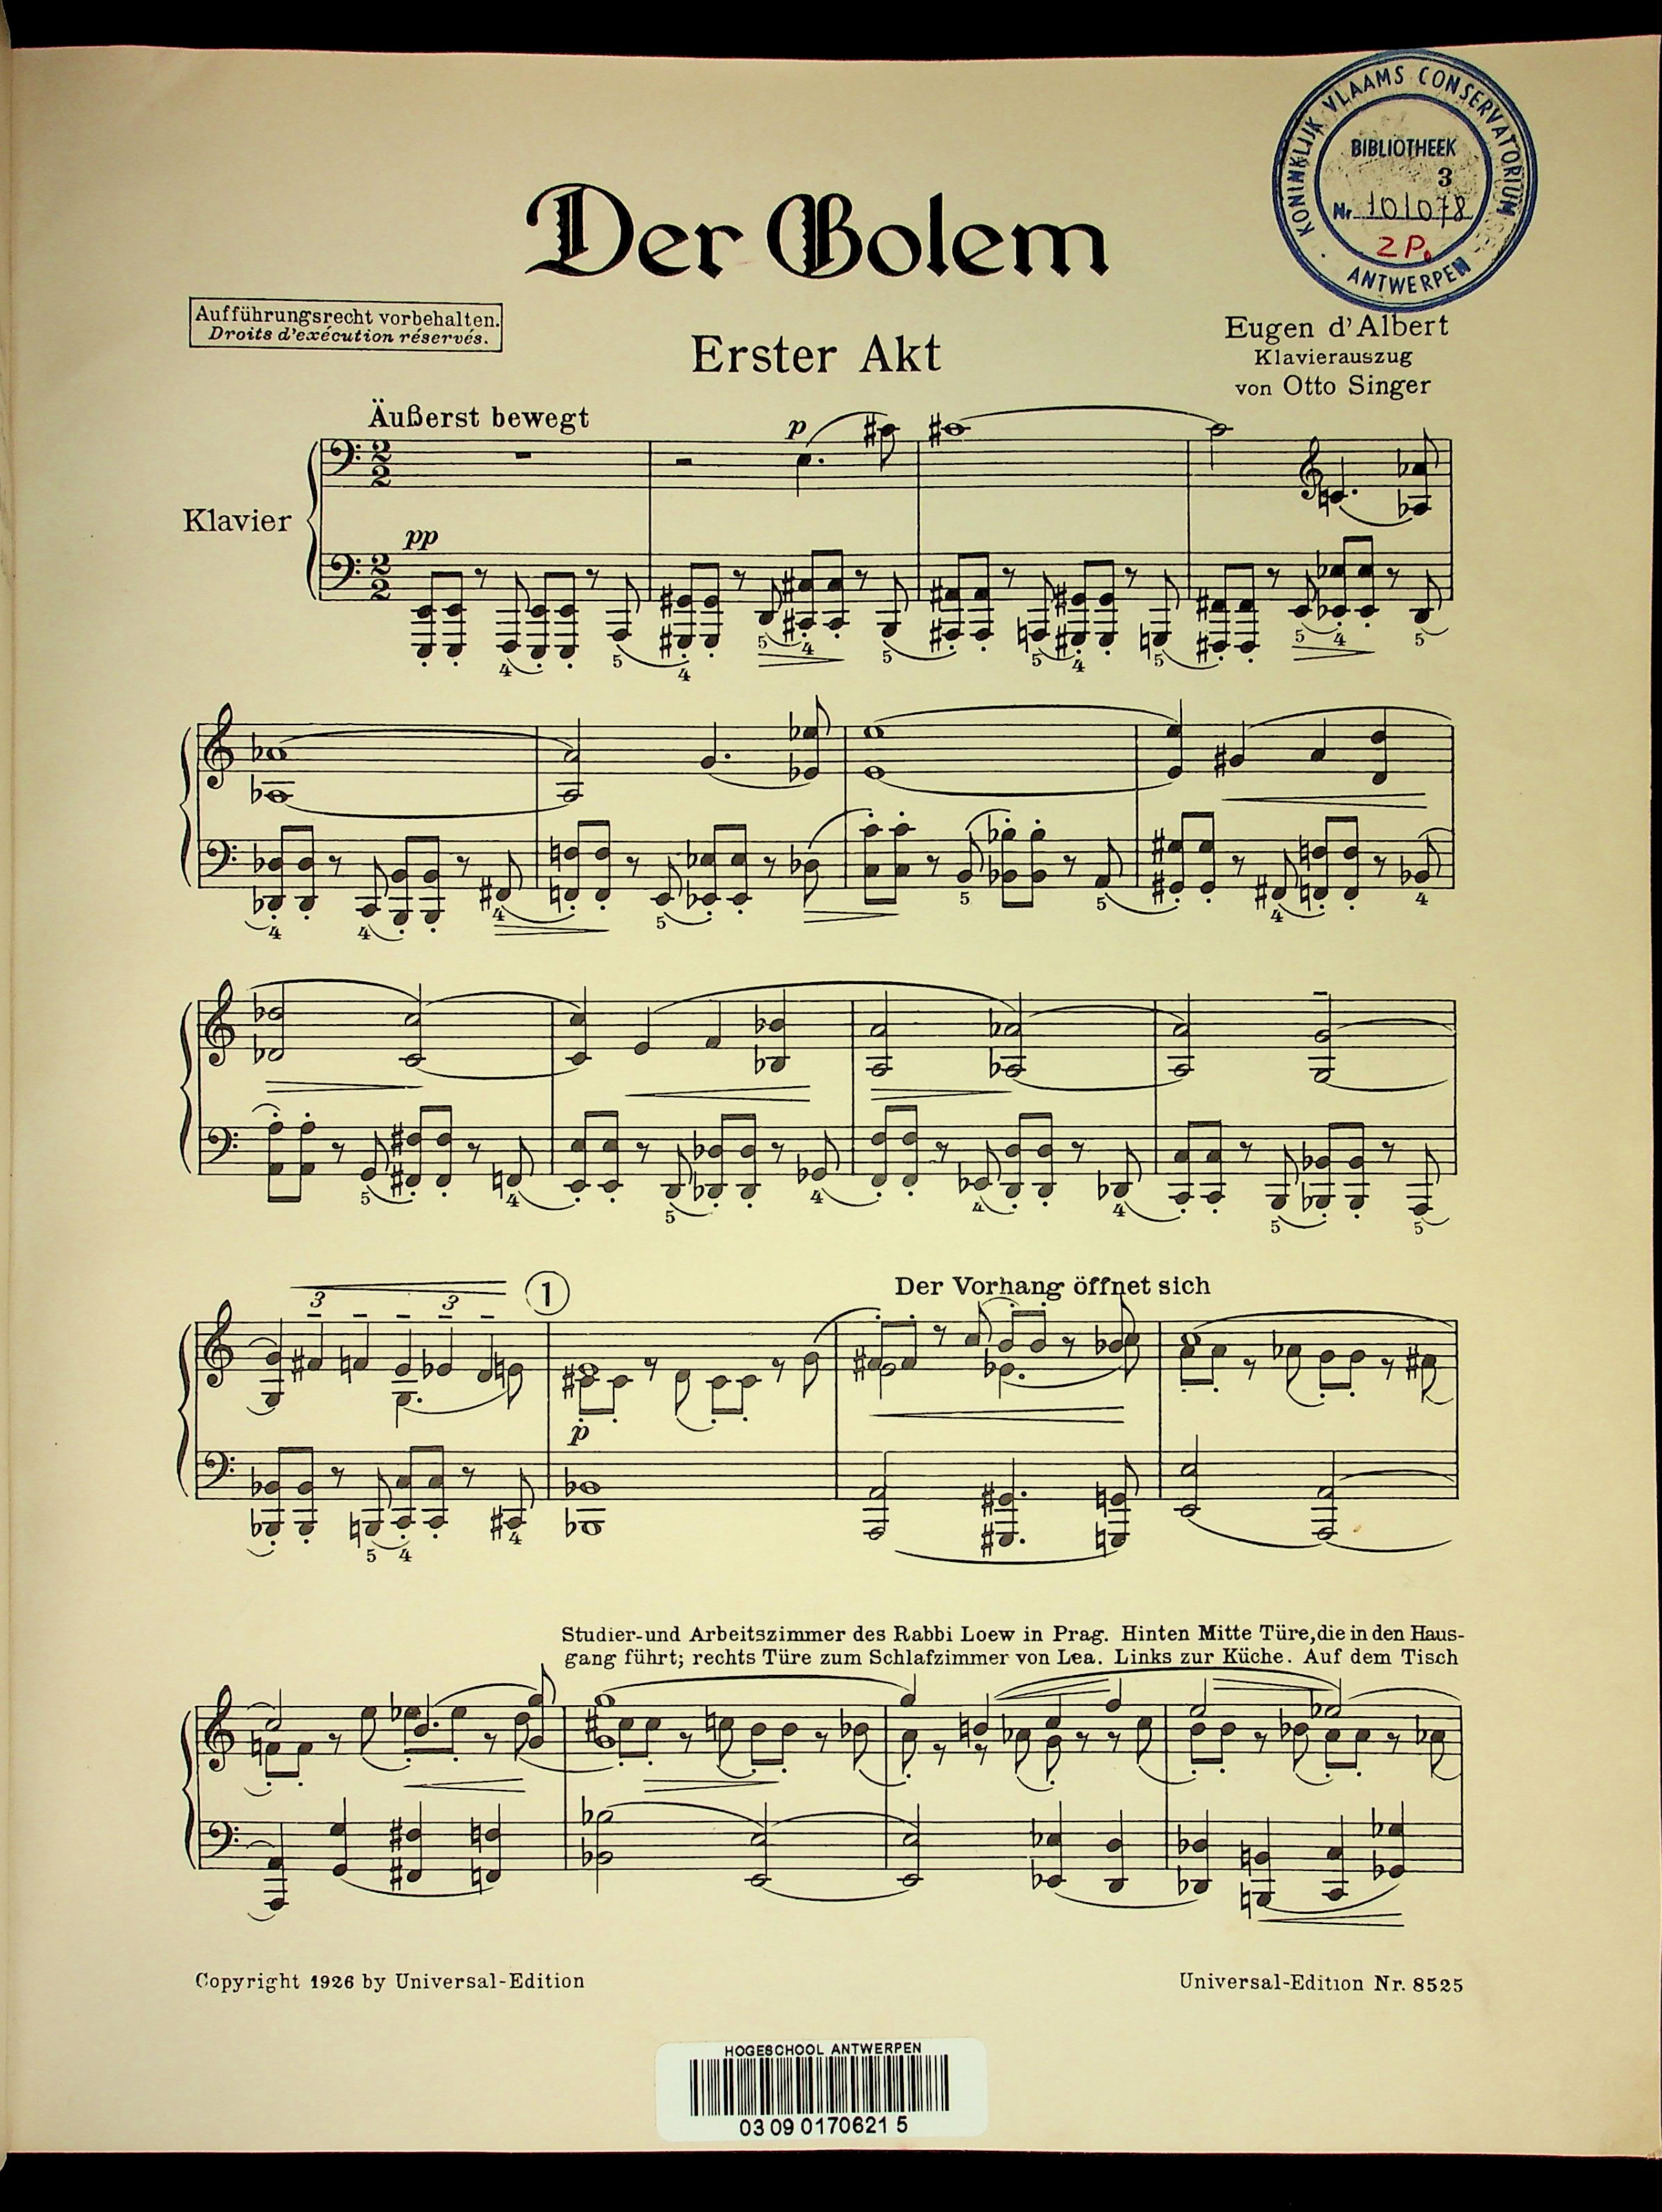 KONINKLIJK VLAAMS CONSERVATORIUM
BIBLIOTHEEK
3
Nr. 101078
2 P.
ANTWERPEN
Der Golem
Aufführungsrecht vorbehalten.
Droits d'exécution réservés.
Erster Akt
Eugen d'Albert
Klavierauszug
von Otto Singer
Äußerst bewegt
p
Klavier
pp
4 5 4 5 4 5 5 4 5 5 4 5
4 4 4 5 5 5 4 4
5 4 5 4 4 4 5 5
3 3
1
Der Vorhang öffnet sich
p
5 4 4
Studier-und Arbeitszimmer des Rabbi Loew in Prag. Hinten Mitte Türe, die in den Haus-
gang führt; rechts Türe zum Schlafzimmer von Lea. Links zur Küche. Auf dem Tisch
Copyright 1926 by Universal-Edition
Universal-Edition Nr. 8525
HOGESCHOOL ANTWERPEN
03 09 0170621 5